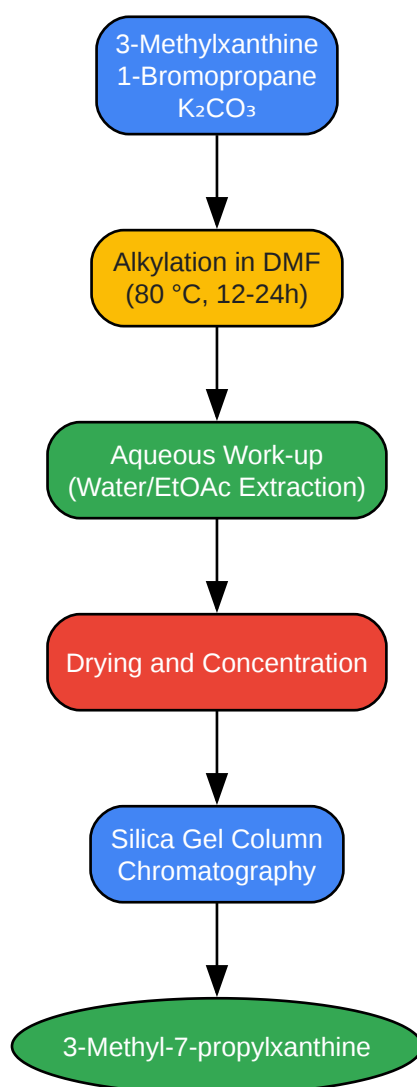 3-Methylxanthine
1-Bromopropane
K₂CO₃
Alkylation in DMF
(80 °C, 12-24h)
Aqueous Work-up
(Water/EtOAc Extraction)
Drying and Concentration
Silica Gel Column
Chromatography
3-Methyl-7-propylxanthine